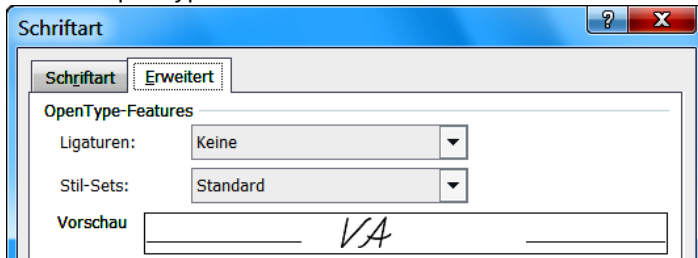 Schriftart
Schriftart Erweitert
OpenType-Features
Ligaturen: Keine
Stil-Sets: Standard
Vorschau VA